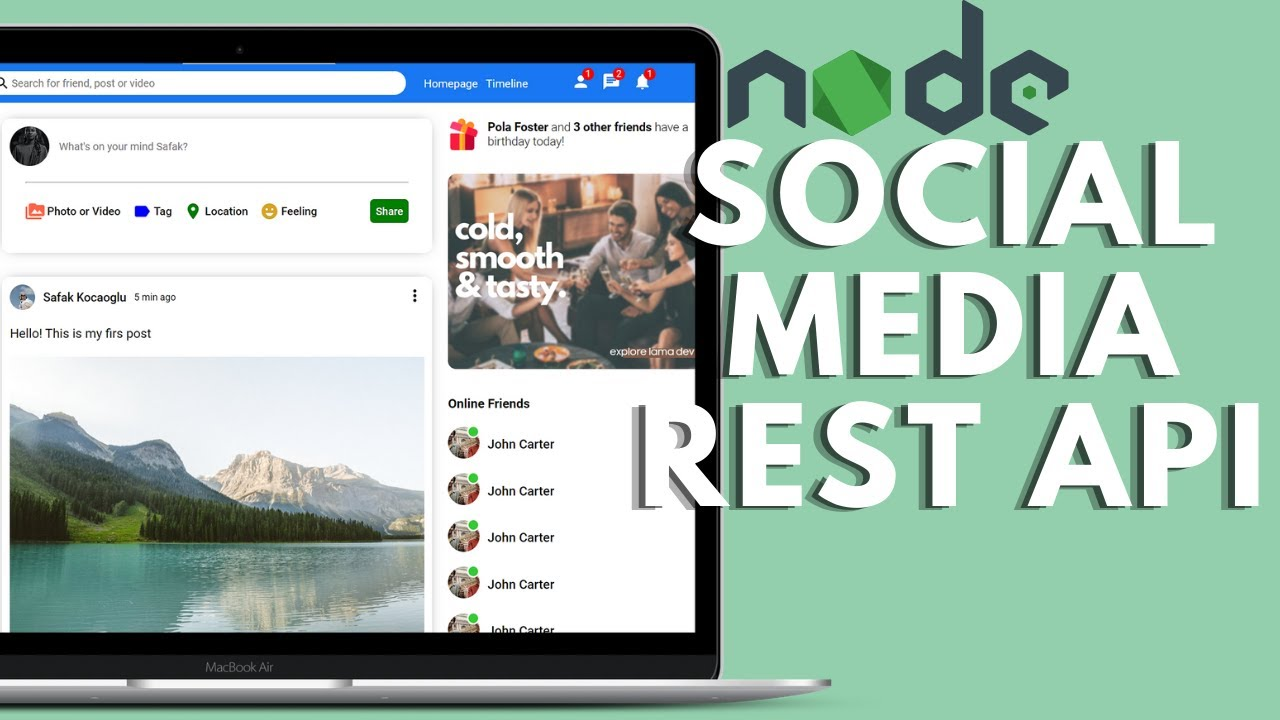 Search for friend, post or video
Homepage Timeline
1 2 1
What's on your mind Safak?
Photo or Video Tag Location Feeling Share
Safak Kocaoglu 5 min ago
Hello! This is my firs post
Pola Foster and 3 other friends have a
birthday today!
cold,
smooth
& tasty.
explore lama dev
Online Friends
John Carter
John Carter
John Carter
John Carter
John Carter
MacBook Air
node
SOCIAL
MEDIA
REST API